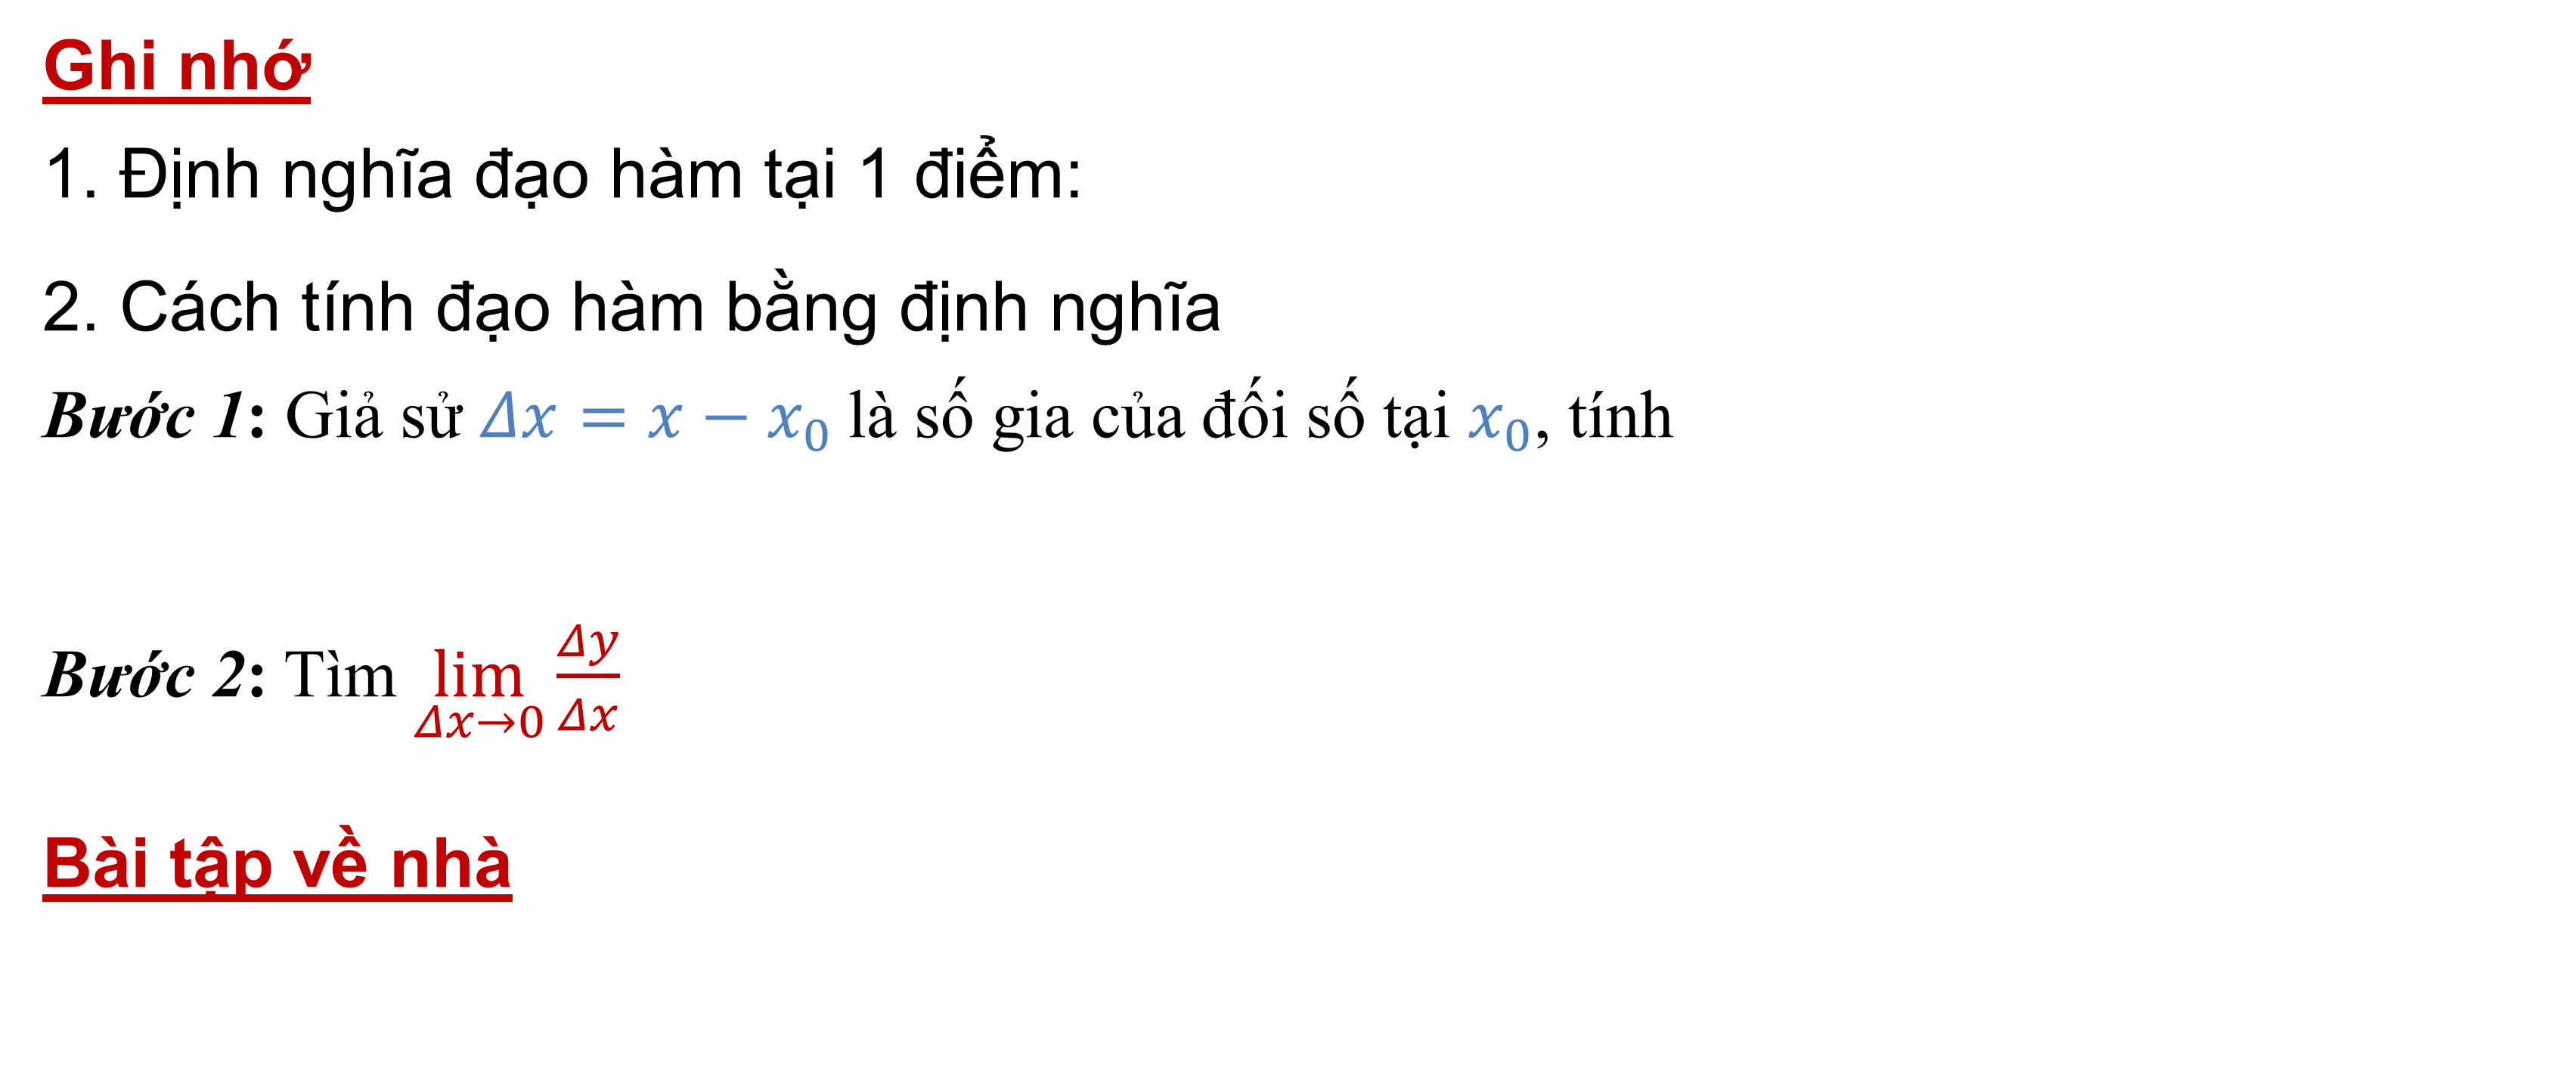 Ghi nhớ
1. Định nghĩa đạo hàm tại 1 điểm:
2. Cách tính đạo hàm bằng định nghĩa
Bước 1: Giả sử Δx = x − x₀ là số gia của đối số tại x₀, tính
Bước 2: Tìm lim Δx→0 Δy/Δx
Bài tập về nhà